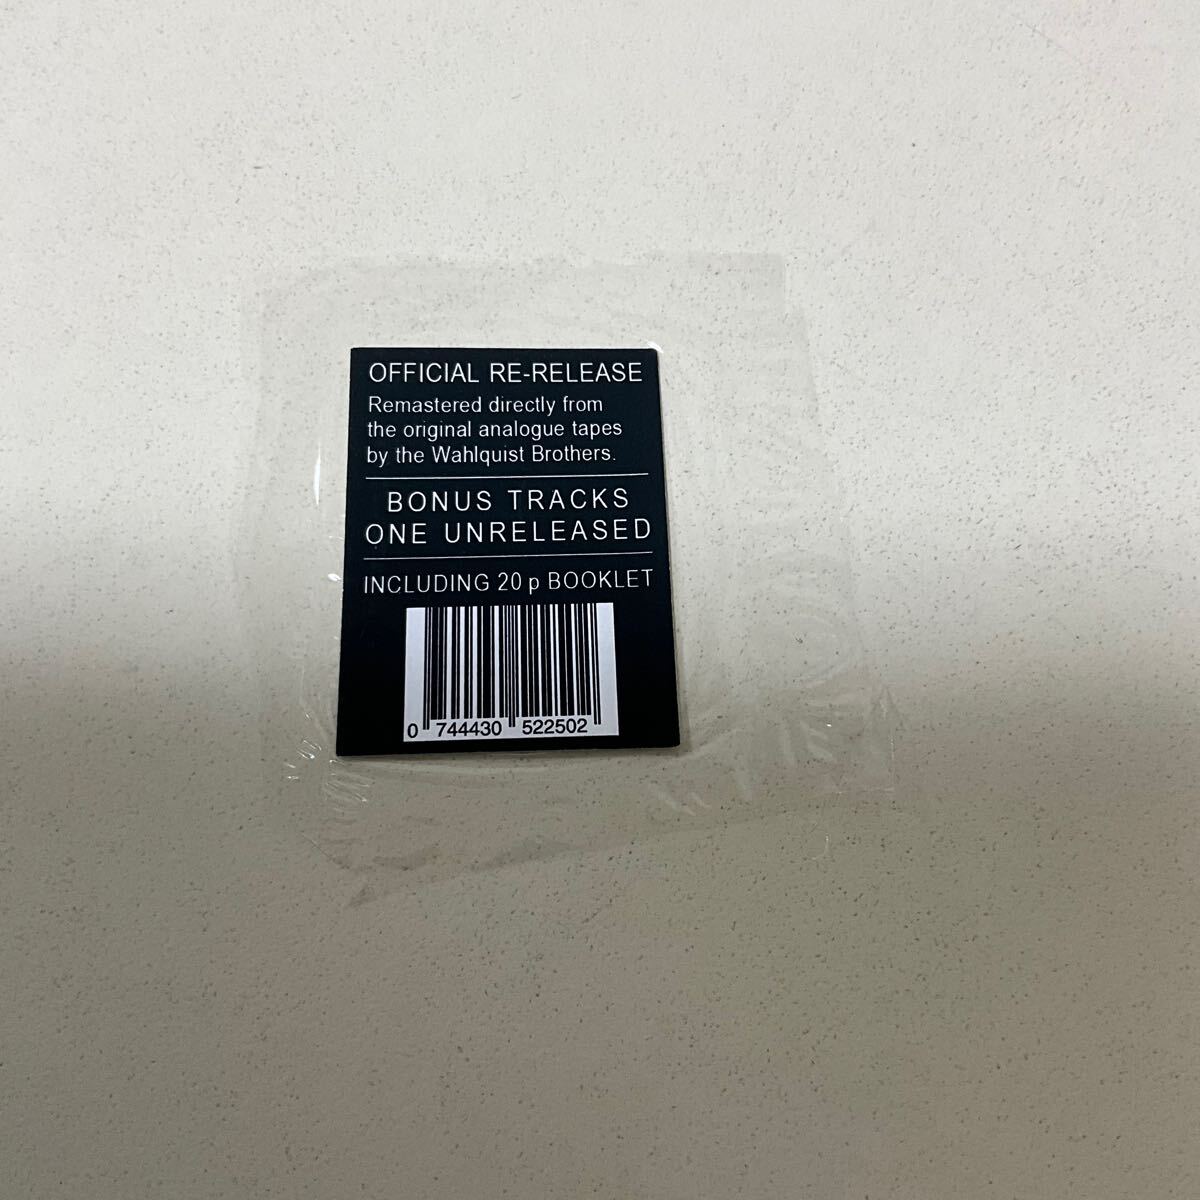 OFFICIAL RE-RELEASE
Remastered directly from
the original analogue tapes
by the Wahlquist Brothers.
BONUS TRACKS
ONE UNRELEASED
INCLUDING 20 p BOOKLET
0 744430 522502